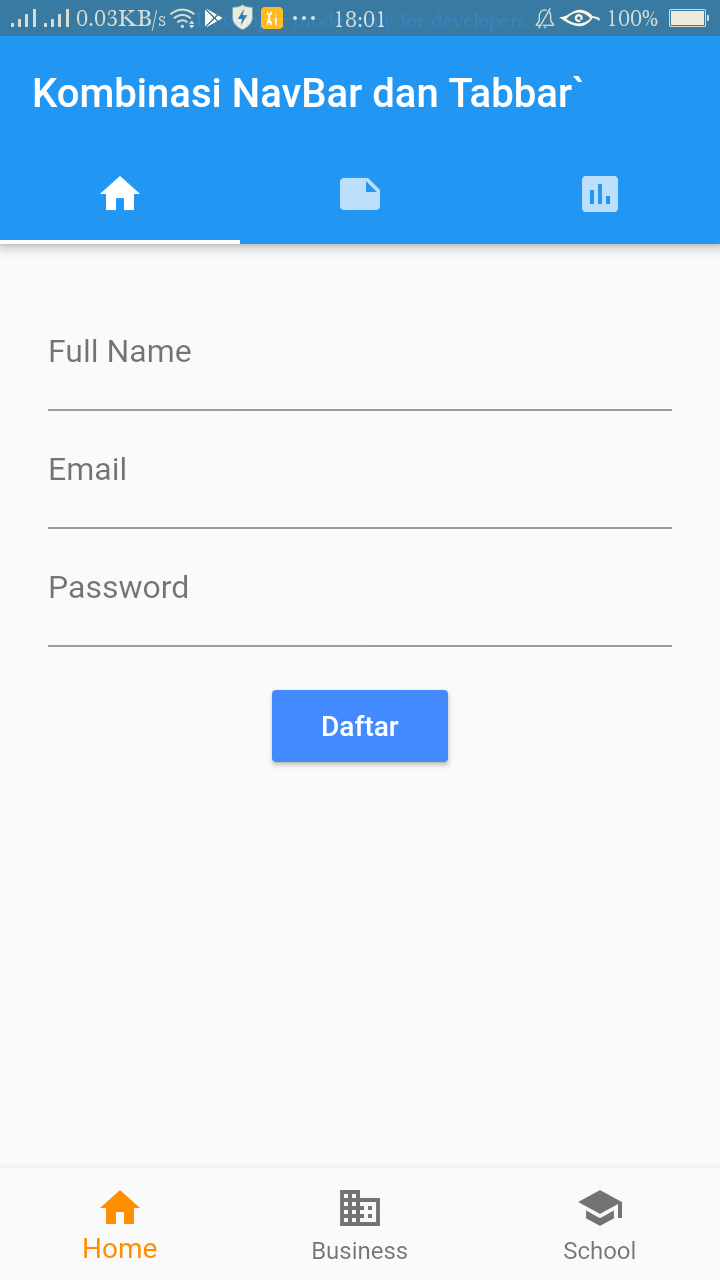 0.03KB/s 18:01 for developers 100%
Kombinasi NavBar dan Tabbar`
Full Name
Email
Password
Daftar
Home Business School